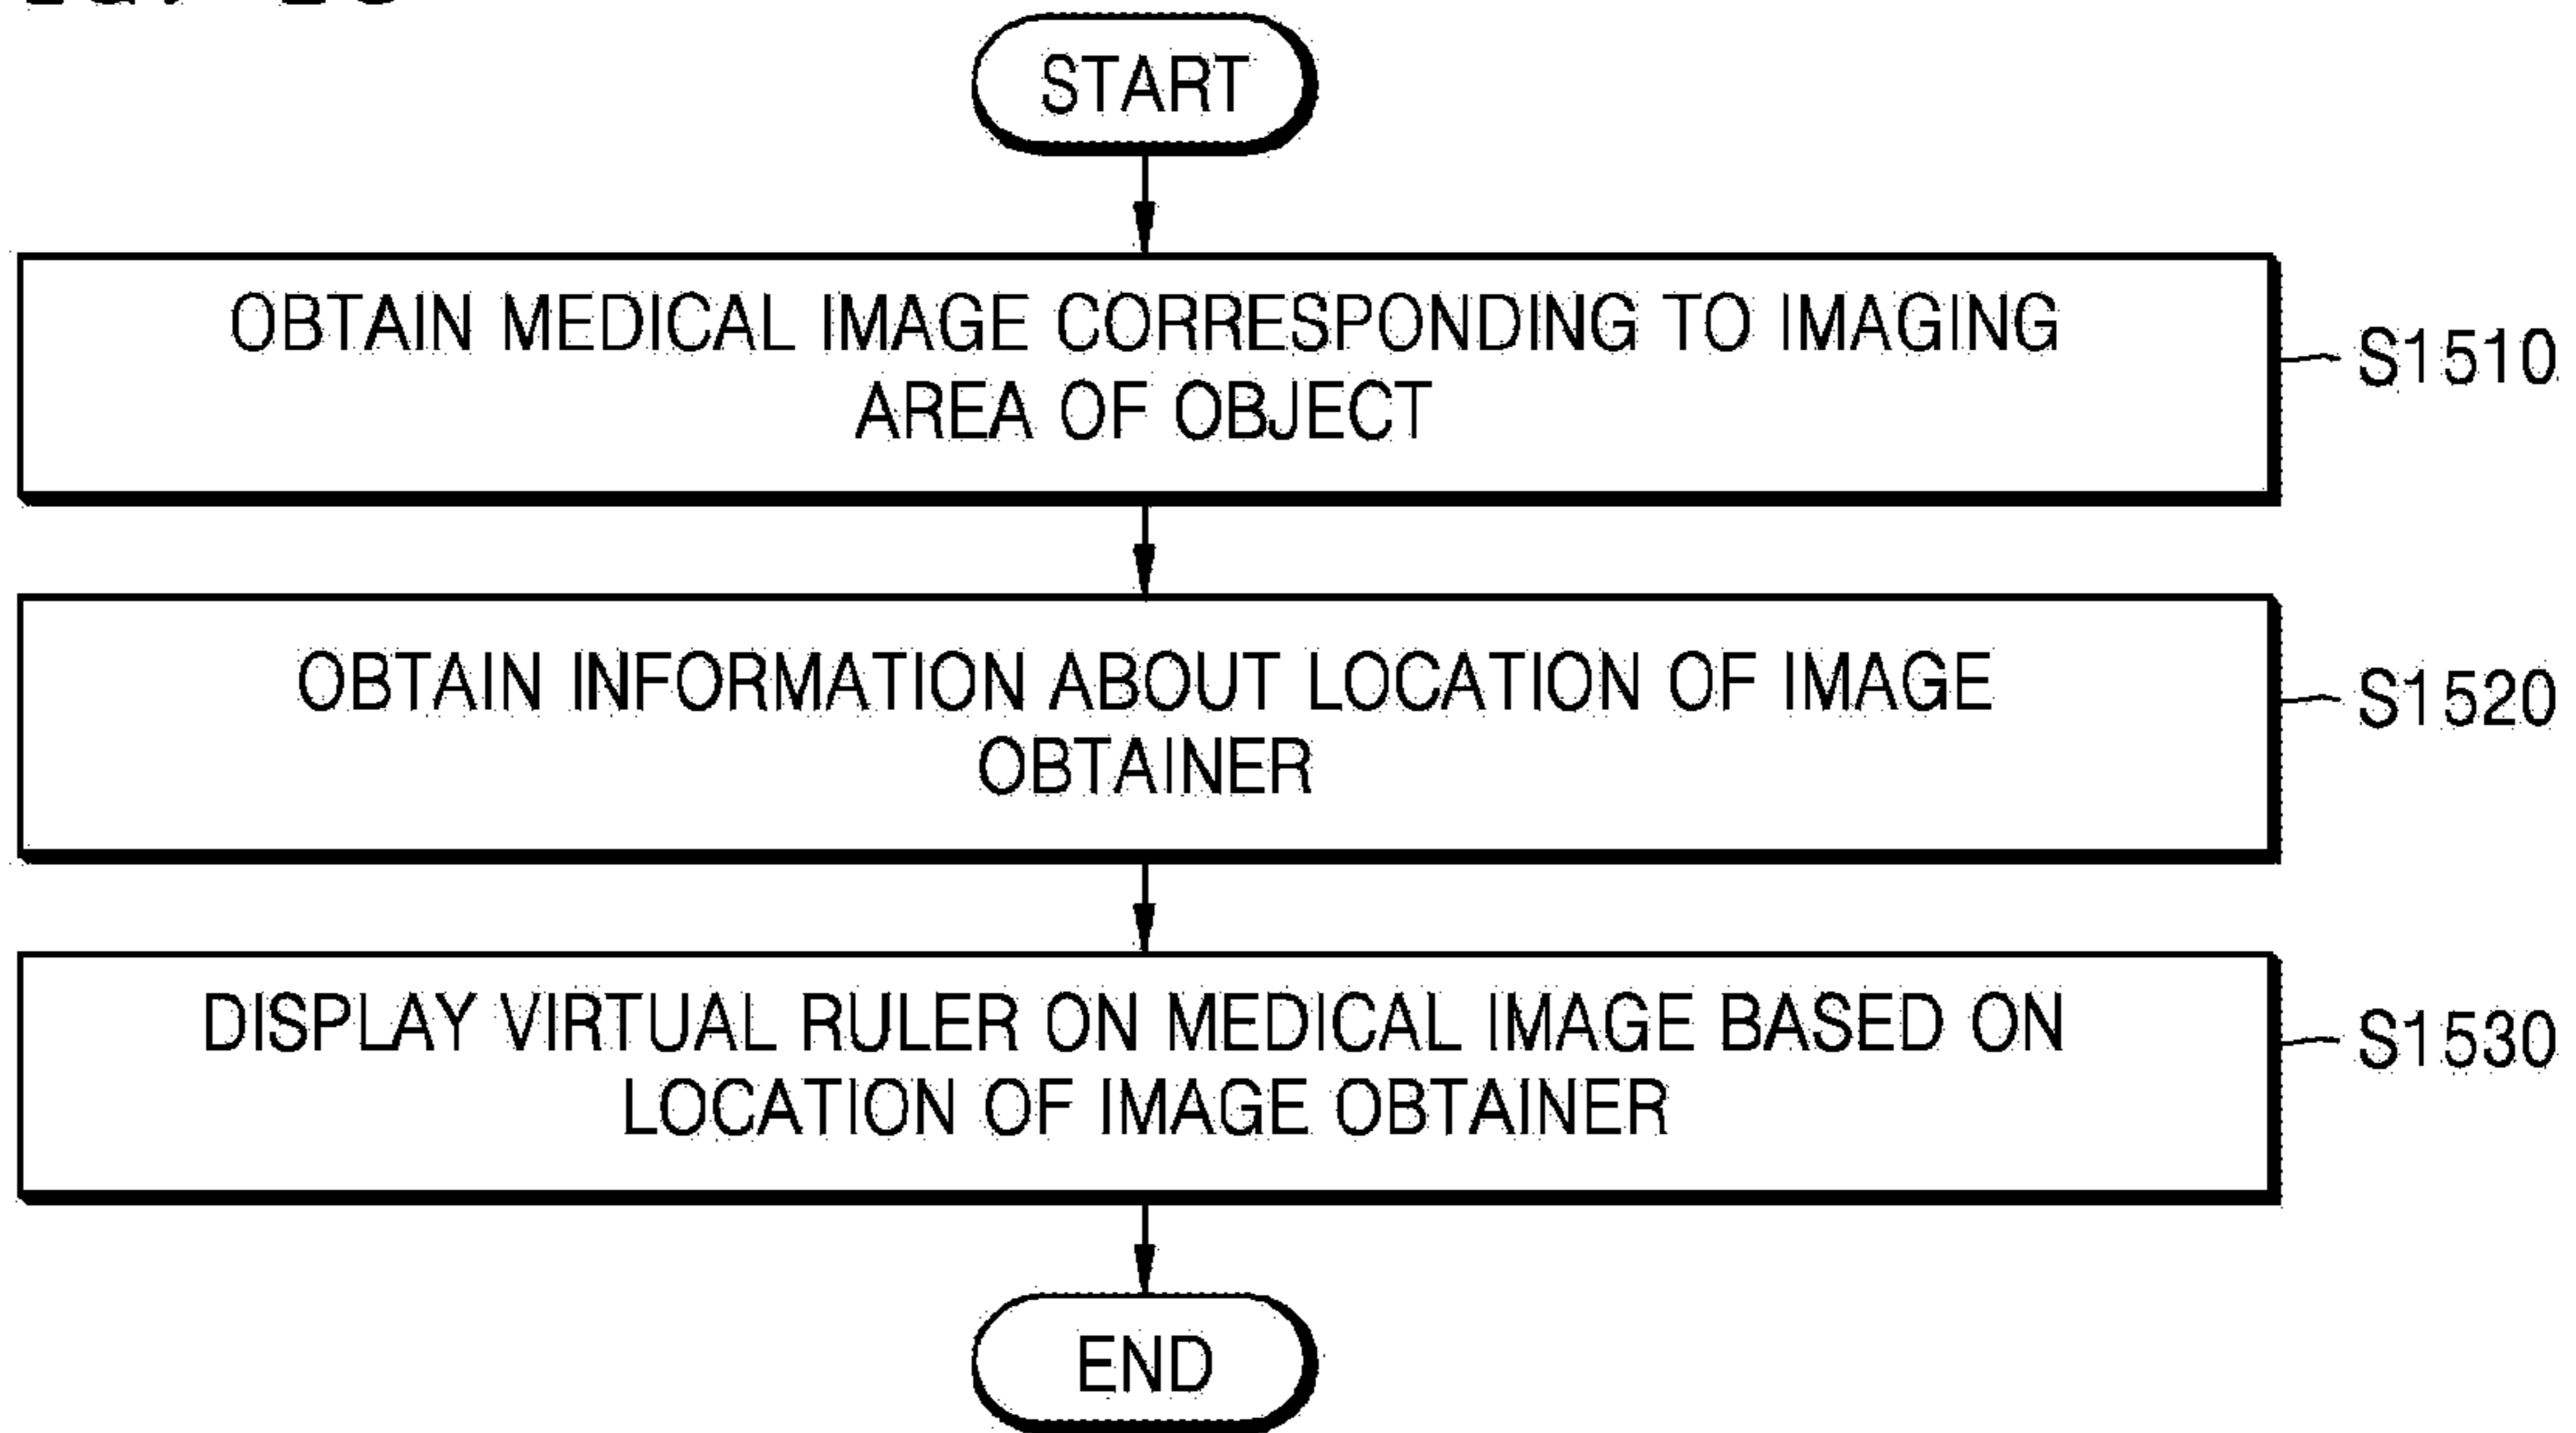 START
OBTAIN MEDICAL IMAGE CORRESPONDING TO IMAGING
AREA OF OBJECT
S1510
OBTAIN INFORMATION ABOUT LOCATION OF IMAGE
OBTAINER
S1520
DISPLAY VIRTUAL RULER ON MEDICAL IMAGE BASED ON
LOCATION OF IMAGE OBTAINER
S1530
END